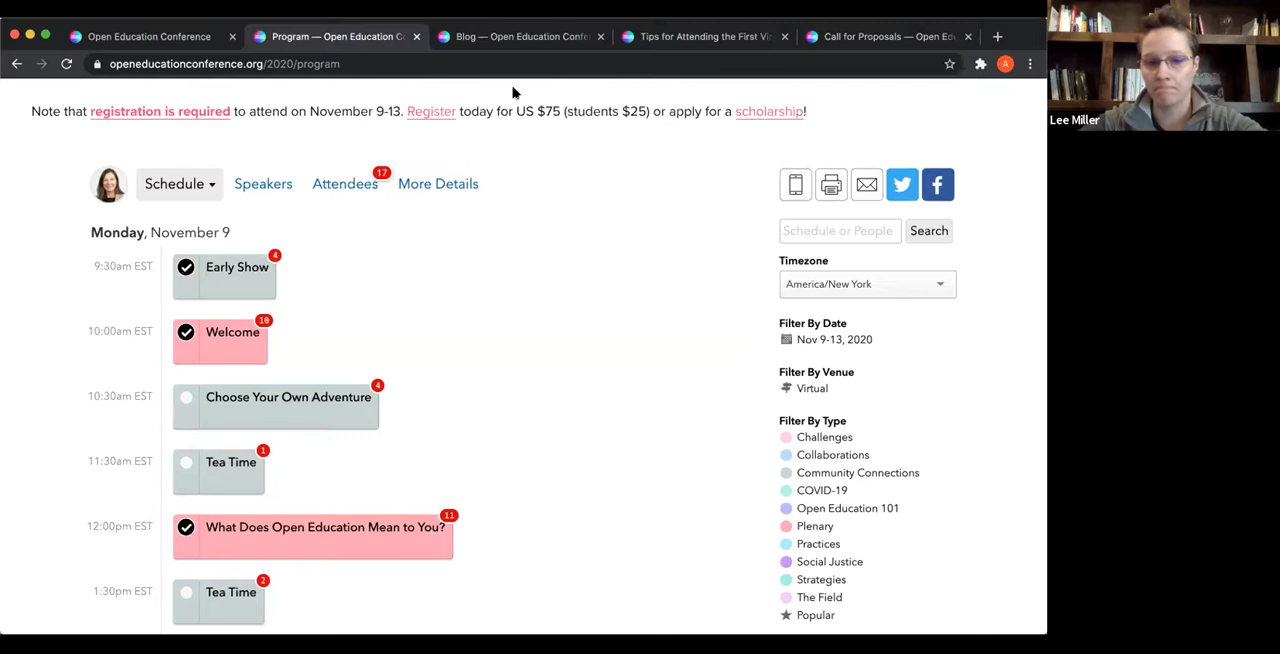 Open Education Conference
Program — Open Education C
Blog — Open Education Confe
Tips for Attending the First Vi
Call for Proposals — Open Ed
openeducationconference.org/2020/program
A
Lee Miller
Note that registration is required to attend on November 9-13. Register today for US $75 (students $25) or apply for a scholarship!
Schedule
Speakers
Attendees
17
More Details
Monday, November 9
Schedule or People
Search
Timezone
America/New York
9:30am EST
Early Show
4
10:00am EST
Welcome
10
10:30am EST
Choose Your Own Adventure
4
11:30am EST
Tea Time
1
12:00pm EST
What Does Open Education Mean to You?
11
1:30pm EST
Tea Time
2
Filter By Date
Nov 9-13, 2020
Filter By Venue
Virtual
Filter By Type
Challenges
Collaborations
Community Connections
COVID-19
Open Education 101
Plenary
Practices
Social Justice
Strategies
The Field
Popular